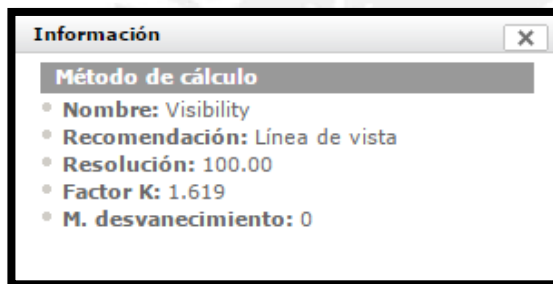 Información
Método de cálculo
Nombre: Visibility
Recomendación: Línea de vista
Resolución: 100.00
Factor K: 1.619
M. desvanecimiento: 0